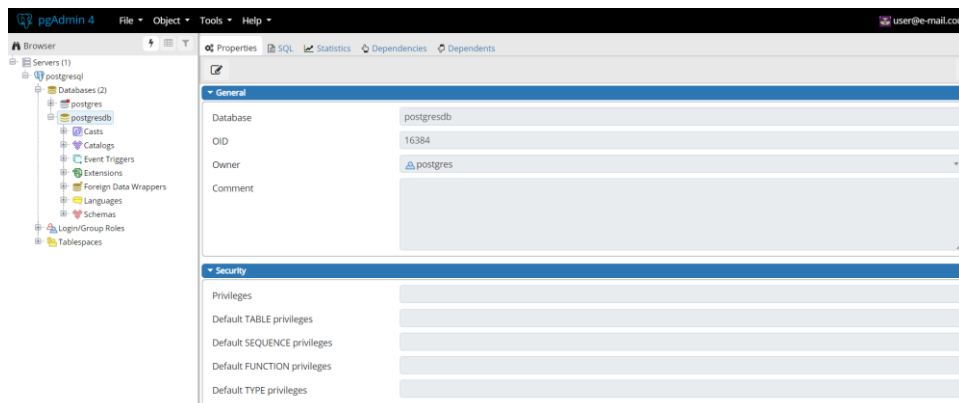 pgAdmin 4 File Object Tools Help user@e-mail.com
Browser
Properties SQL Statistics Dependencies Dependents
Servers (1)
postgresql
Databases (2)
postgres
postgresdb
Casts
Catalogs
Event Triggers
Extensions
Foreign Data Wrappers
Languages
Schemas
Login/Group Roles
Tablespaces
General
Database postgresdb
OID 16384
Owner postgres
Comment
Security
Privileges
Default TABLE privileges
Default SEQUENCE privileges
Default FUNCTION privileges
Default TYPE privileges